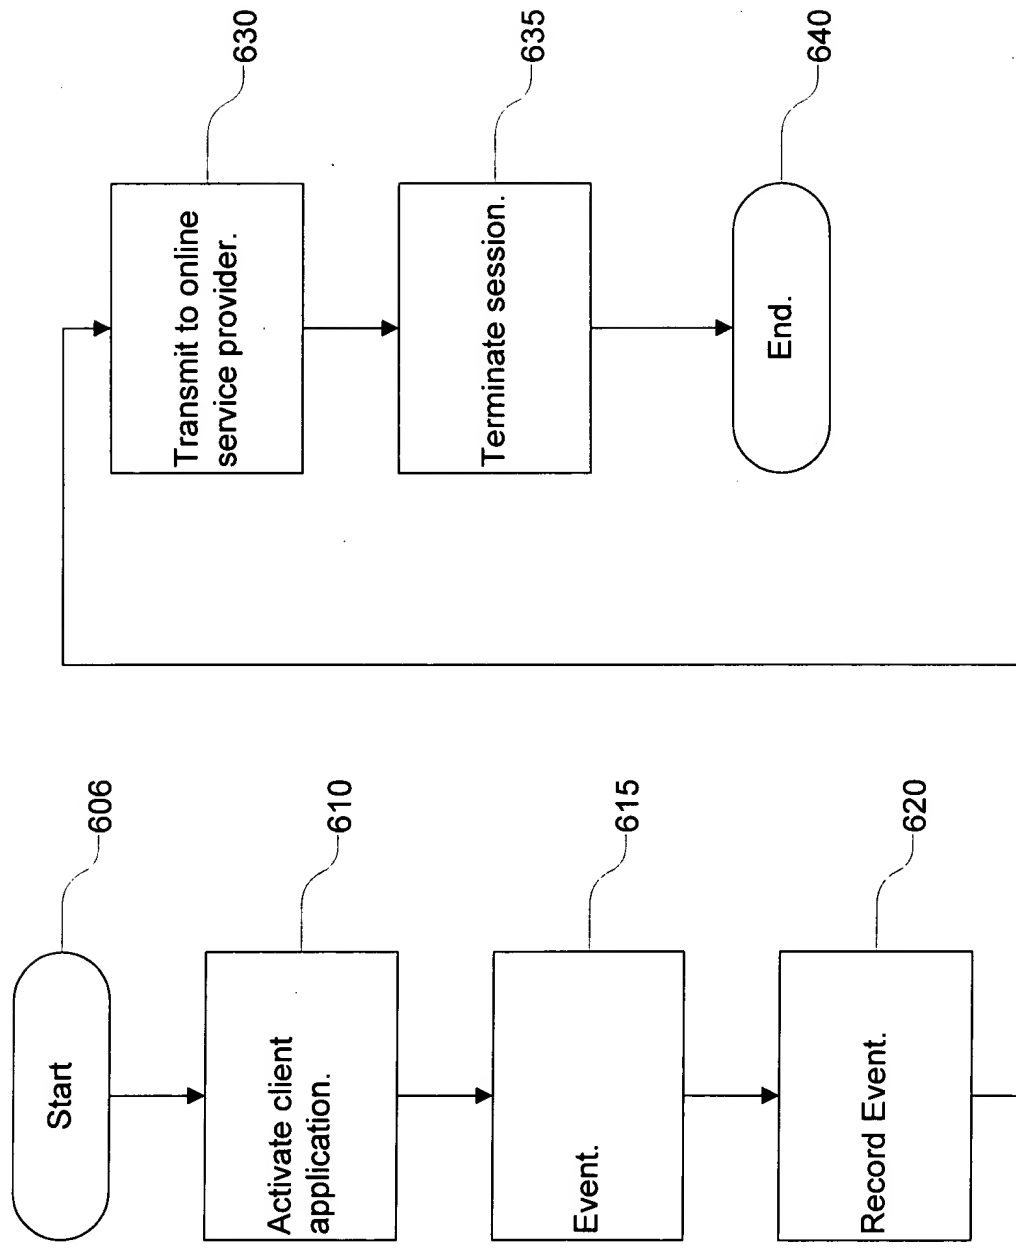 Start
606
Activate client
application.
610
Event.
615
Record Event.
620
Transmit to online
service provider.
630
Terminate session.
635
End.
640